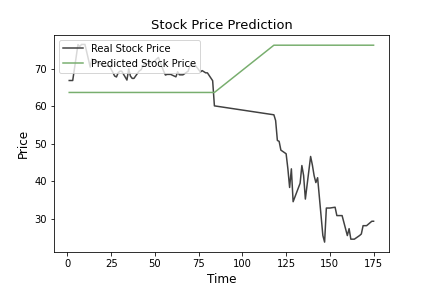 Stock Price Prediction
Real Stock Price
Predicted Stock Price
Price
70
60
50
40
30
0 25 50 75 100 125 150 175
Time